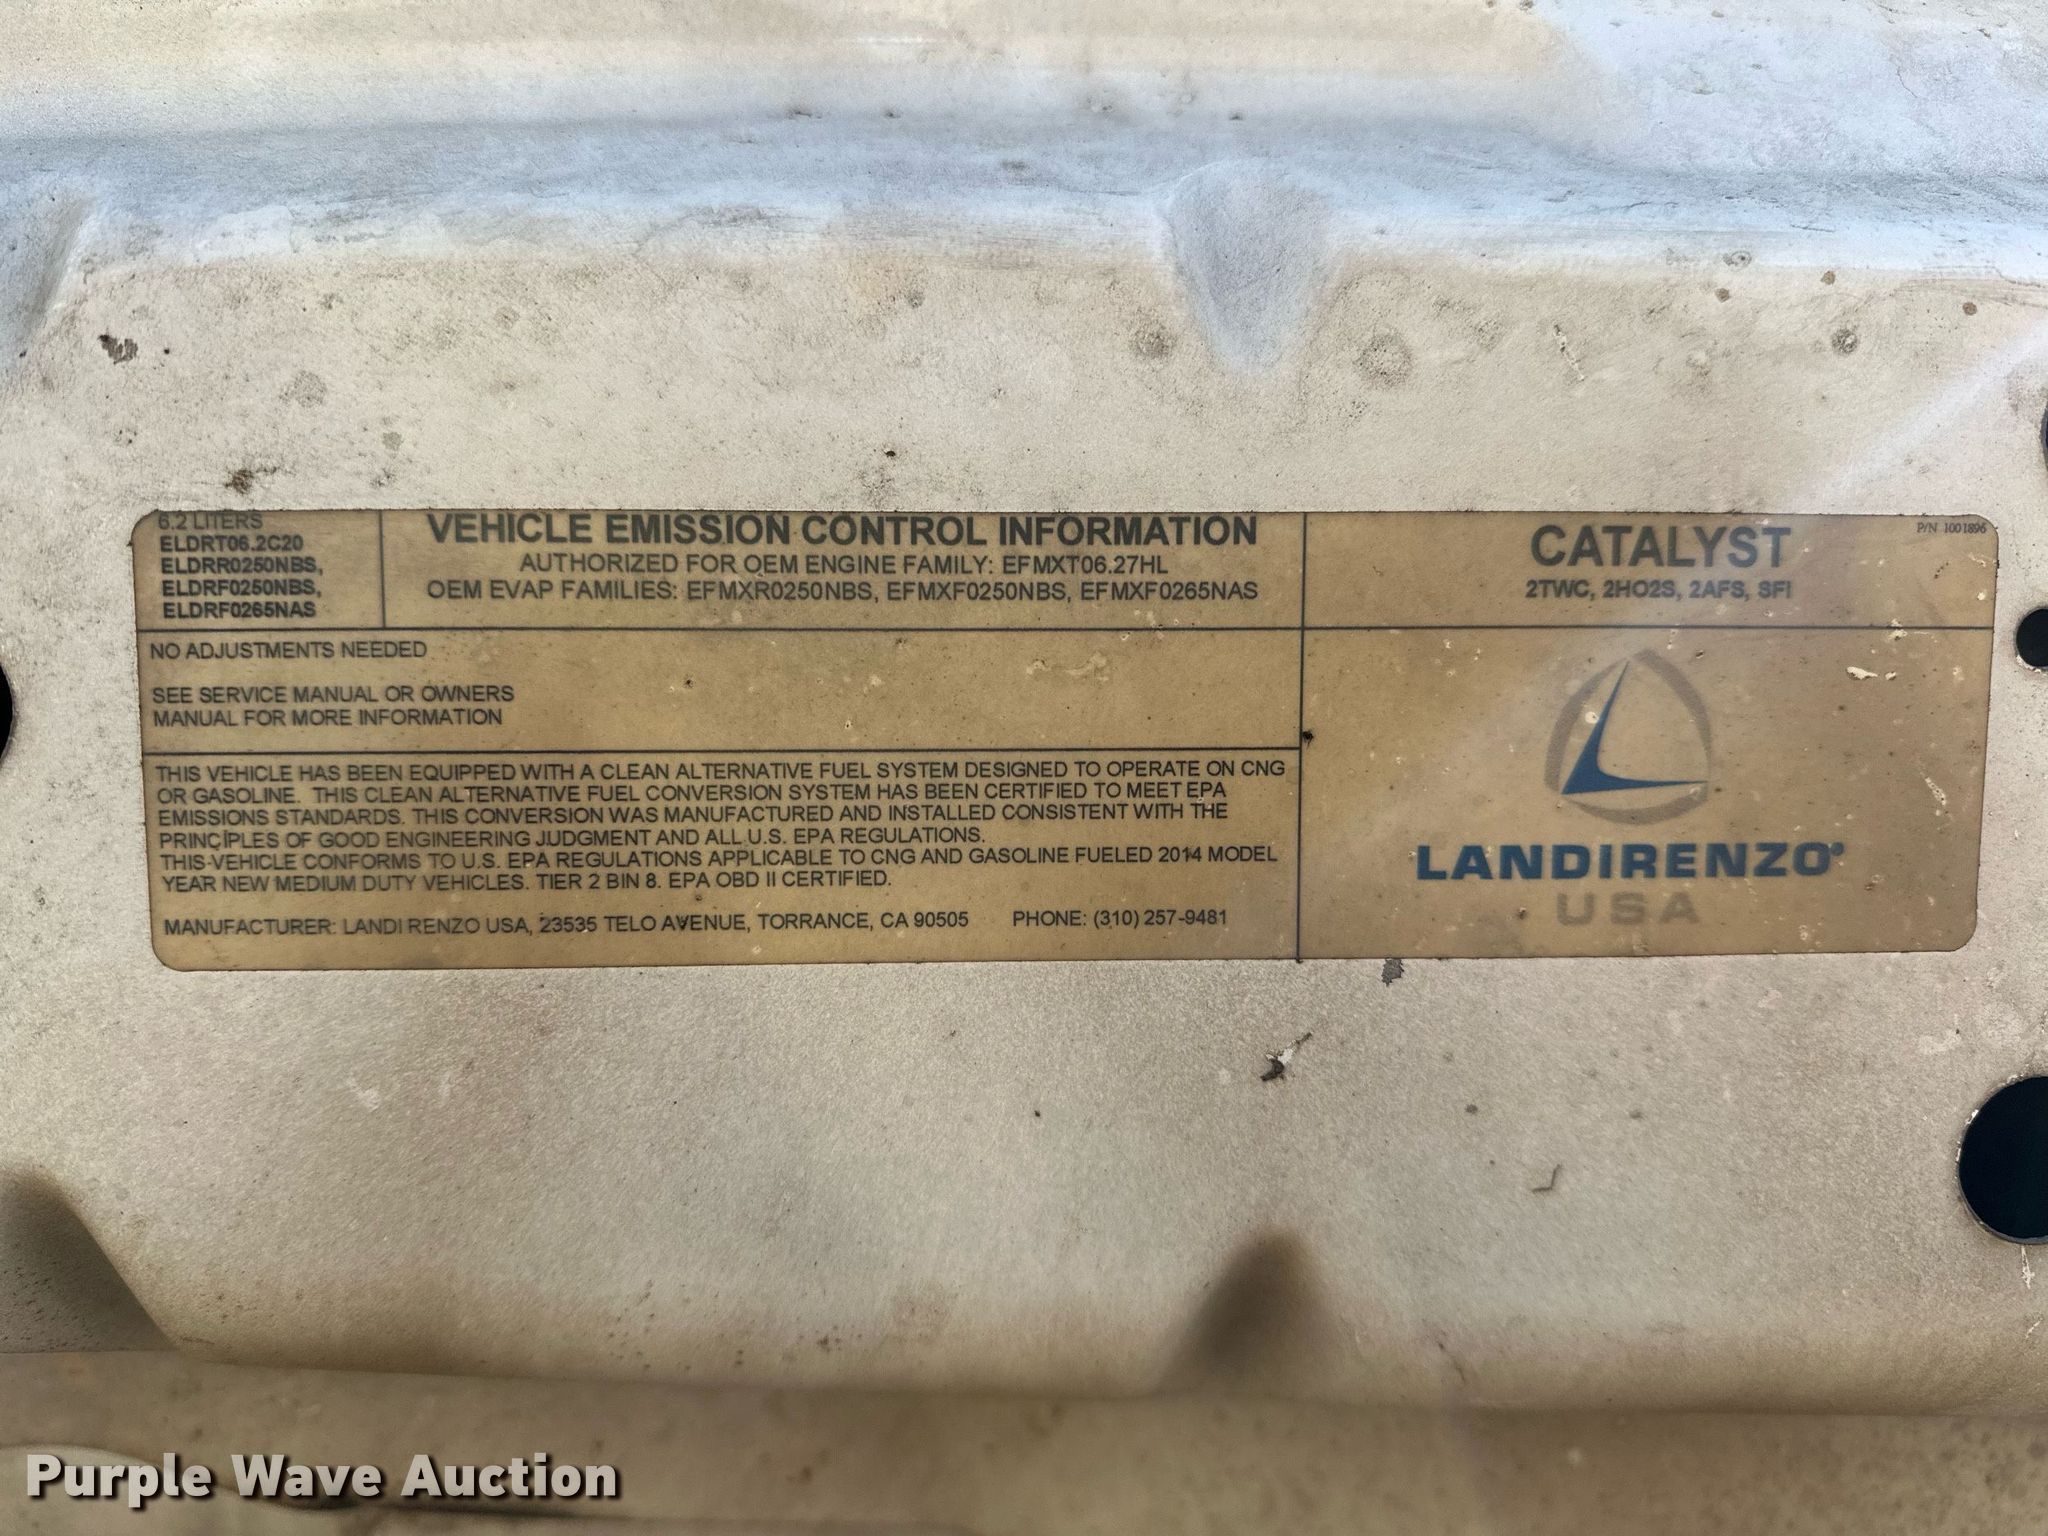 6.2 LITERS
ELDRT06.2C20
ELDRR0250NBS,
ELDRF0250NBS,
ELDRF0265NAS
VEHICLE EMISSION CONTROL INFORMATION
AUTHORIZED FOR OEM ENGINE FAMILY: EFMXT06.27HL
OEM EVAP FAMILIES: EFMXR0250NBS, EFMXF0250NBS, EFMXF0265NAS
CATALYST
P/N 1001896
2TWC, 2HO2S, 2AFS, SFI
NO ADJUSTMENTS NEEDED
SEE SERVICE MANUAL OR OWNERS
MANUAL FOR MORE INFORMATION
THIS VEHICLE HAS BEEN EQUIPPED WITH A CLEAN ALTERNATIVE FUEL SYSTEM DESIGNED TO OPERATE ON CNG
OR GASOLINE. THIS CLEAN ALTERNATIVE FUEL CONVERSION SYSTEM HAS BEEN CERTIFIED TO MEET EPA
EMISSIONS STANDARDS. THIS CONVERSION WAS MANUFACTURED AND INSTALLED CONSISTENT WITH THE
PRINCIPLES OF GOOD ENGINEERING JUDGMENT AND ALL U.S. EPA REGULATIONS.
THIS VEHICLE CONFORMS TO U.S. EPA REGULATIONS APPLICABLE TO CNG AND GASOLINE FUELED 2014 MODEL
YEAR NEW MEDIUM DUTY VEHICLES. TIER 2 BIN 8. EPA OBD II CERTIFIED.
MANUFACTURER: LANDI RENZO USA, 23535 TELO AVENUE, TORRANCE, CA 90505 PHONE: (310) 257-9481
LANDIRENZO®
USA
Purple Wave Auction